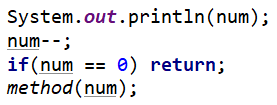 System.out.println(num);
num--;
if(num == 0) return;
method(num);